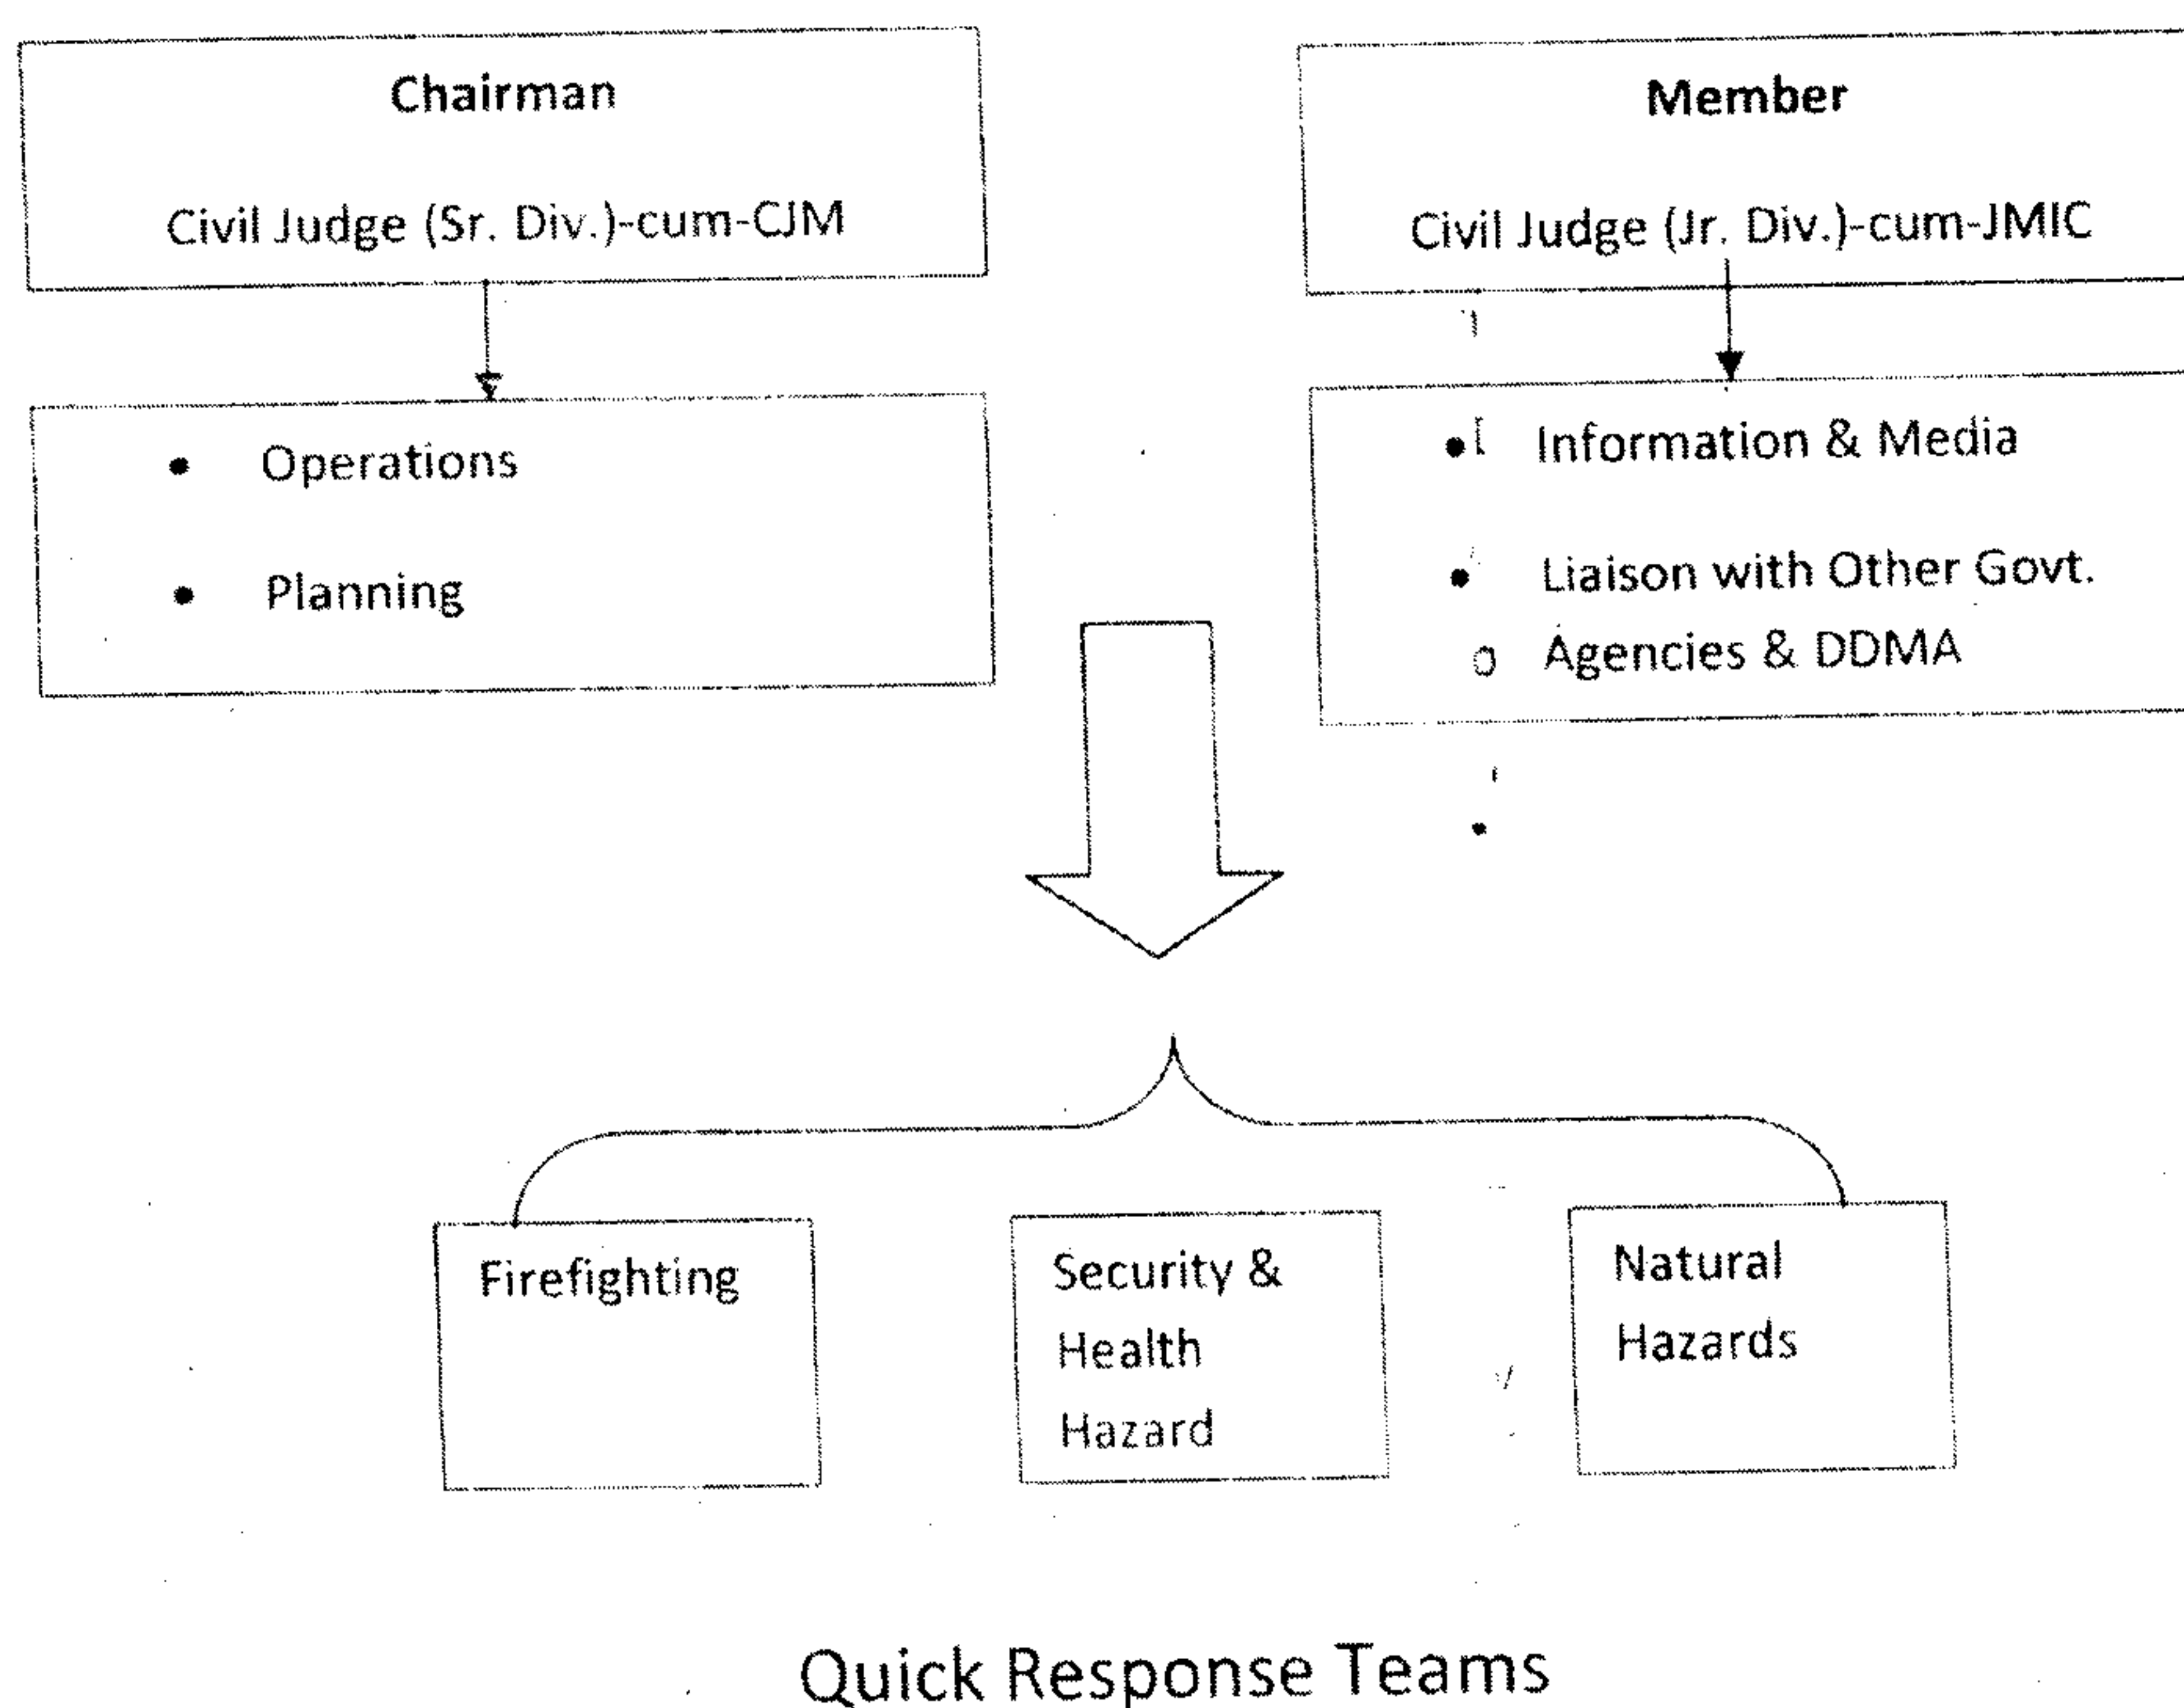 Chairman
Civil Judge (Sr. Div.)-cum-CJM
Member
Civil Judge (Jr. Div.)-cum-JMIC
• Operations
• Planning
• Information & Media
• Liaison with Other Govt.
Agencies & DDMA
Firefighting
Security &
Health
Hazard
Natural
Hazards
Quick Response Teams